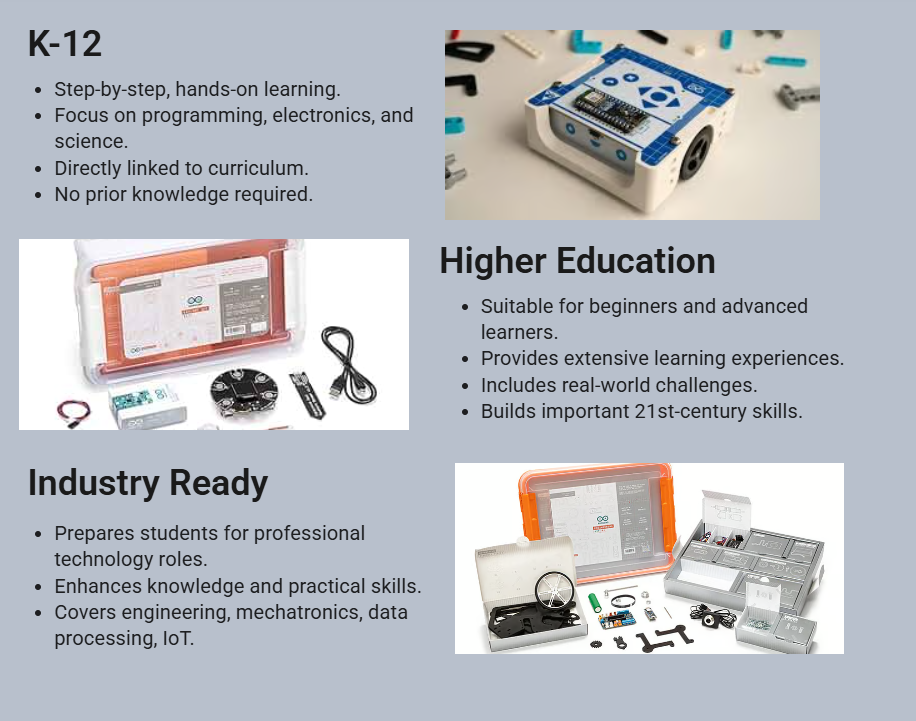 K-12
Step-by-step, hands-on learning.
Focus on programming, electronics, and
science.
Directly linked to curriculum.
No prior knowledge required.
Higher Education
Suitable for beginners and advanced
learners.
Provides extensive learning experiences.
Includes real-world challenges.
Builds important 21st-century skills.
Industry Ready
Prepares students for professional
technology roles.
Enhances knowledge and practical skills.
Covers engineering, mechatronics, data
processing, IoT.